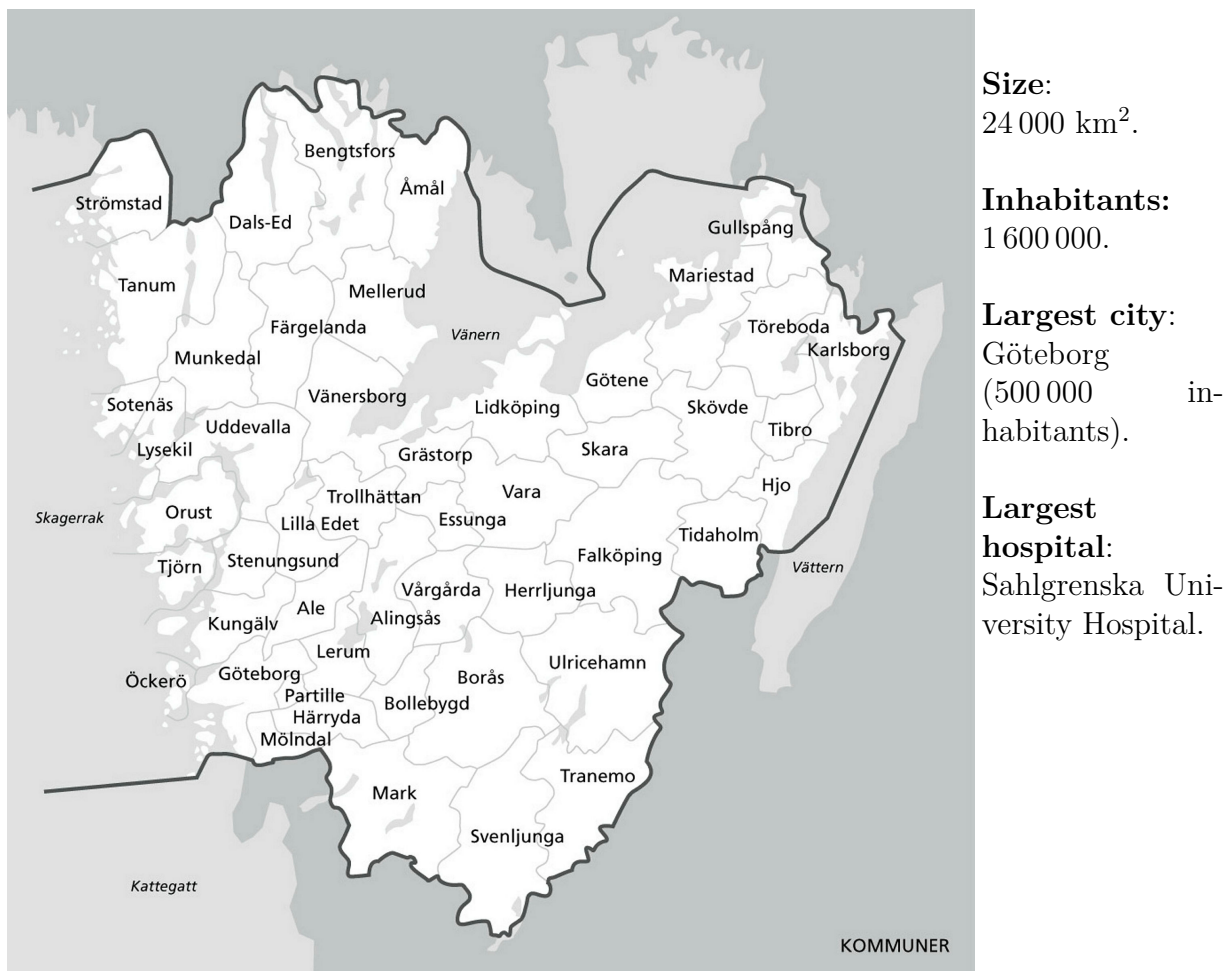 Bengtsfors
Åmål
Strömstad
Dals-Ed
Gullspång
Tanum
Mariestad
Mellerud
Färgelanda
Vänern
Töreboda
Karlsborg
Munkedal
Götene
Vänersborg
Sotenäs
Lidköping
Skövde
Uddevalla
Tibro
Lysekil
Grästorp
Skara
Hjo
Trollhättan
Vara
Orust
Skagerrak
Lilla Edet
Essunga
Tidaholm
Stenungsund
Falköping
Tjörn
Vättern
Vårgårda
Herrljunga
Ale
Alingsås
Kungälv
Lerum
Ulricehamn
Göteborg
Borås
Öckerö
Partille
Bollebygd
Härryda
Mölndal
Tranemo
Mark
Svenljunga
Kattegatt
KOMMUNER
Size:
24 000 km².
Inhabitants:
1 600 000.
Largest city:
Göteborg
(500 000 in-
habitants).
Largest
hospital:
Sahlgrenska Uni-
versity Hospital.